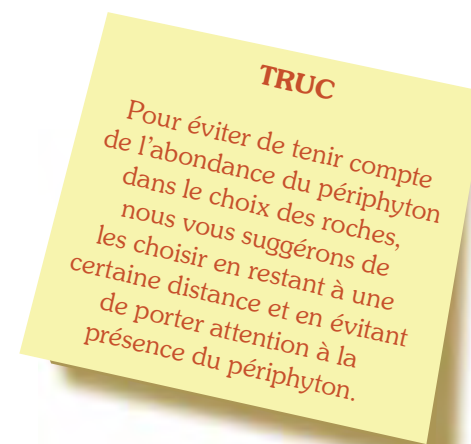 TRUC
Pour éviter de tenir compte
de l'abondance du périphyton
dans le choix des roches,
nous vous suggérons de
les choisir en restant à une
certaine distance et en évitant
de porter attention à la
présence du périphyton.